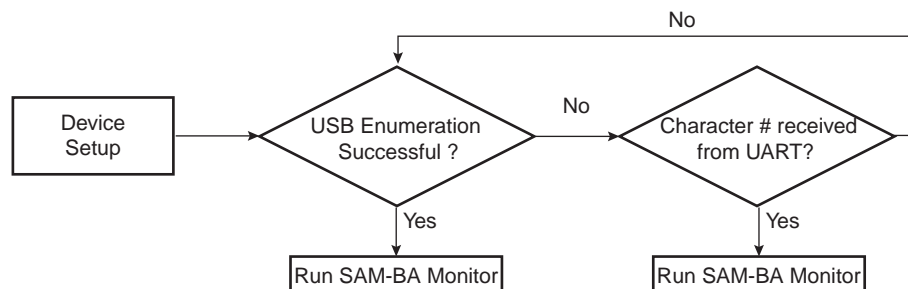 No
Device
Setup
USB Enumeration
Successful ?
No
Character # received
from UART?
Yes
Yes
Run SAM-BA Monitor
Run SAM-BA Monitor